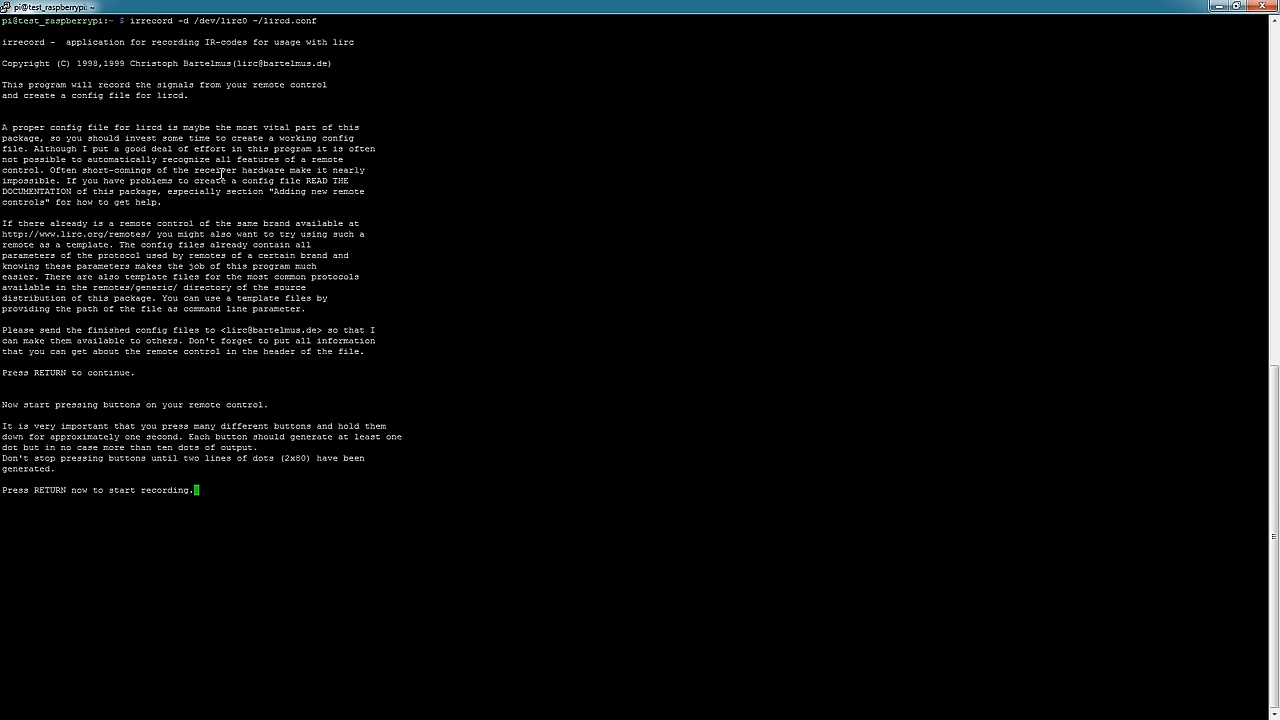 pi@test_raspberrypi: ~
pi@test_raspberrypi:~ $ irrecord -d /dev/lirc0 ~/lircd.conf
irrecord -  application for recording IR-codes for usage with lirc
Copyright (C) 1998,1999 Christoph Bartelmus(lirc@bartelmus.de)
This program will record the signals from your remote control
and create a config file for lircd.
A proper config file for lircd is maybe the most vital part of this
package, so you should invest some time to create a working config
file. Although I put a good deal of effort in this program it is often
not possible to automatically recognize all features of a remote
control. Often short-comings of the receiver hardware make it nearly
impossible. If you have problems to create a config file READ THE
DOCUMENTATION of this package, especially section "Adding new remote
controls" for how to get help.
If there already is a remote control of the same brand available at
http://www.lirc.org/remotes/ you might also want to try using such a
remote as a template. The config files already contain all
parameters of the protocol used by remotes of a certain brand and
knowing these parameters makes the job of this program much
easier. There are also template files for the most common protocols
available in the remotes/generic/ directory of the source
distribution of this package. You can use a template files by
providing the path of the file as command line parameter.
Please send the finished config files to <lirc@bartelmus.de> so that I
can make them available to others. Don't forget to put all information
that you can get about the remote control in the header of the file.
Press RETURN to continue.
Now start pressing buttons on your remote control.
It is very important that you press many different buttons and hold them
down for approximately one second. Each button should generate at least one
dot but in no case more than ten dots of output.
Don't stop pressing buttons until two lines of dots (2x80) have been
generated.
Press RETURN now to start recording.